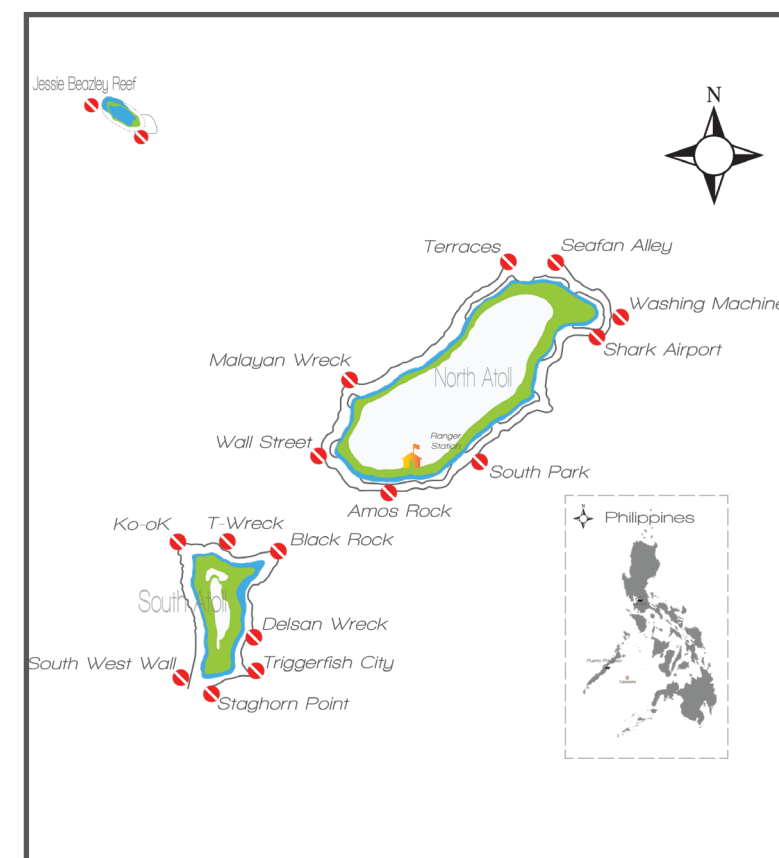 Jessie Beazley Reef
N
Terraces
Seafan Alley
Washing Machine
Shark Airport
Malayan Wreck
North Atoll
Wall Street
Ranger
Station
South Park
Amos Rock
Ko-oK
T-Wreck
Black Rock
South Atoll
Delsan Wreck
South West Wall
Triggerfish City
Staghorn Point
Philippines